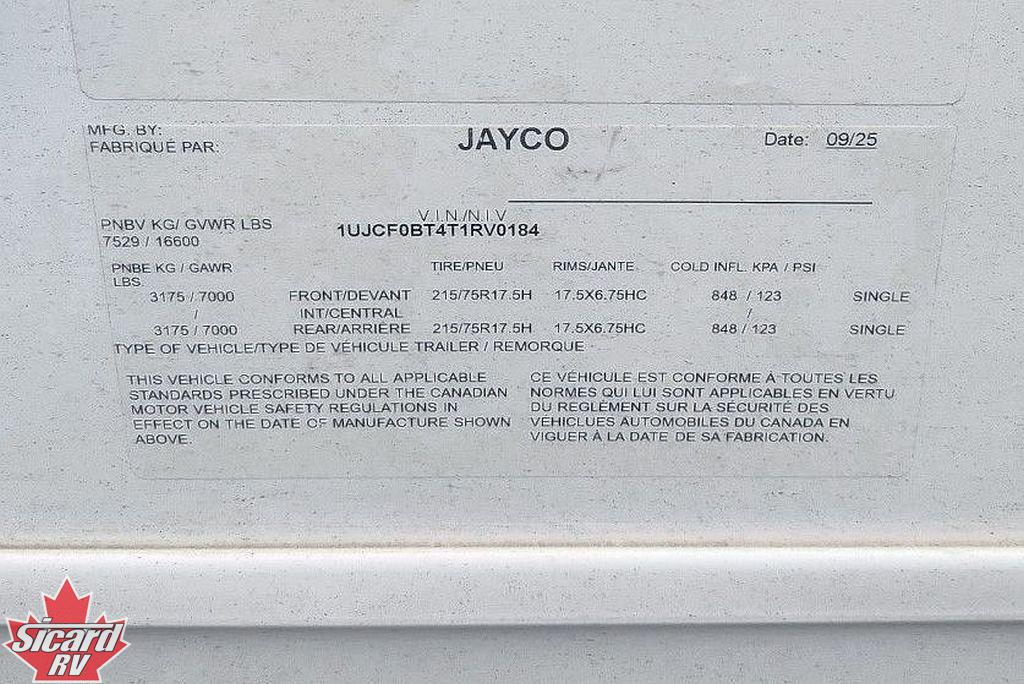 MFG. BY: JAYCO Date: 09/25
FABRIQUÉ PAR:
V.I.N./N.I.V
PNBV KG/ GVWR LBS 1UJCF0BT4T1RV0184
7529 / 16600
PNBE KG / GAWR TIRE/PNEU RIMS/JANTE COLD INFL. KPA / PSI
LBS.
3175 / 7000 FRONT/DEVANT 215/75R17.5H 17.5X6.75HC 848 / 123 SINGLE
/ INT/CENTRAL /
3175 / 7000 REAR/ARRIÈRE 215/75R17.5H 17.5X6.75HC 848 / 123 SINGLE
TYPE OF VEHICLE/TYPE DE VÉHICULE TRAILER / REMORQUE
THIS VEHICLE CONFORMS TO ALL APPLICABLE
STANDARDS PRESCRIBED UNDER THE CANADIAN
MOTOR VEHICLE SAFETY REGULATIONS IN
EFFECT ON THE DATE OF MANUFACTURE SHOWN
ABOVE.
CE VÉHICULE EST CONFORME À TOUTES LES
NORMES QUI LUI SONT APPLICABLES EN VERTU
DU REGLÈMENT SUR LA SÉCURITÉ DES
VÉHICLUES AUTOMOBILES DU CANADA EN
VIGUER À LA DATE DE SA FABRICATION.
Sicard
RV